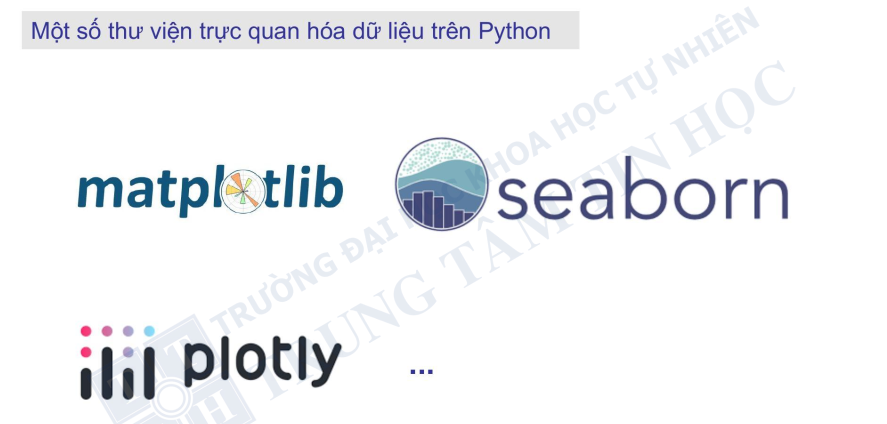 Một số thư viện trực quan hóa dữ liệu trên Python
matplotlib
seaborn
plotly
...
TRƯỜNG ĐẠI HỌC KHOA HỌC TỰ NHIÊN
TRUNG TÂM TIN HỌC